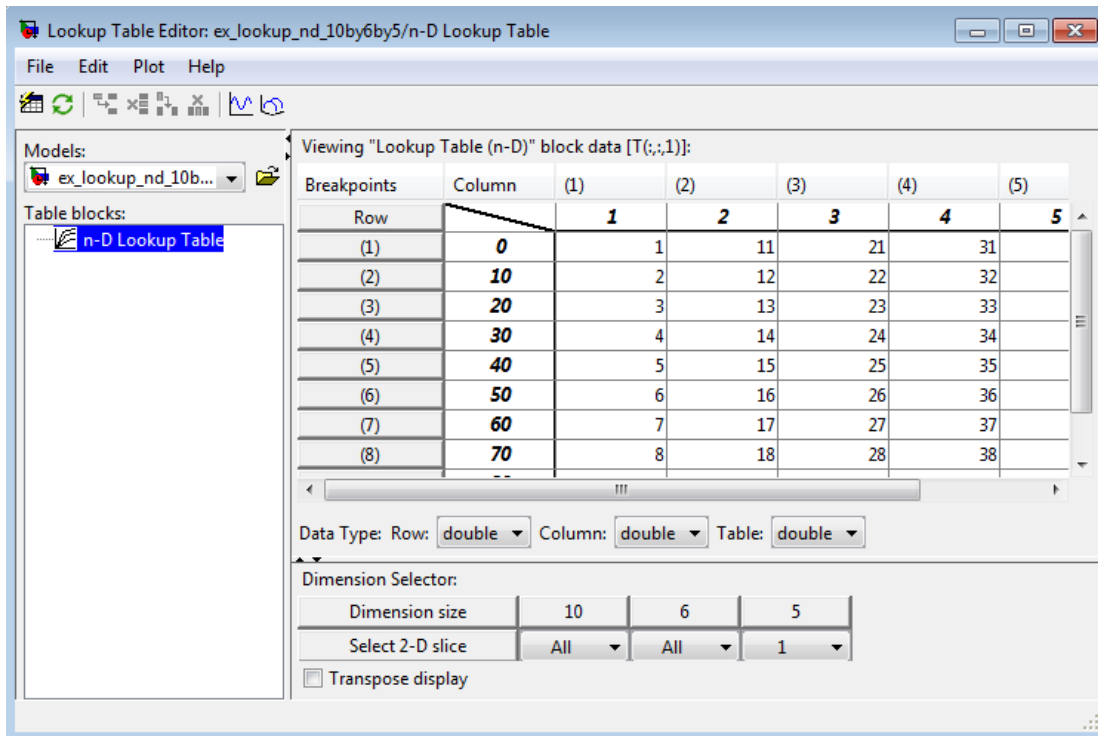 Lookup Table Editor: ex_lookup_nd_10by6by5/n-D Lookup Table
File Edit Plot Help
Models:
ex_lookup_nd_10b...
Table blocks:
n-D Lookup Table
Viewing "Lookup Table (n-D)" block data [T(:,:,1)]:
Breakpoints Column (1) (2) (3) (4) (5)
Row 1 2 3 4 5
(1) 0 1 11 21 31
(2) 10 2 12 22 32
(3) 20 3 13 23 33
(4) 30 4 14 24 34
(5) 40 5 15 25 35
(6) 50 6 16 26 36
(7) 60 7 17 27 37
(8) 70 8 18 28 38
Data Type: Row: double Column: double Table: double
Dimension Selector:
Dimension size 10 6 5
Select 2-D slice All All 1
Transpose display